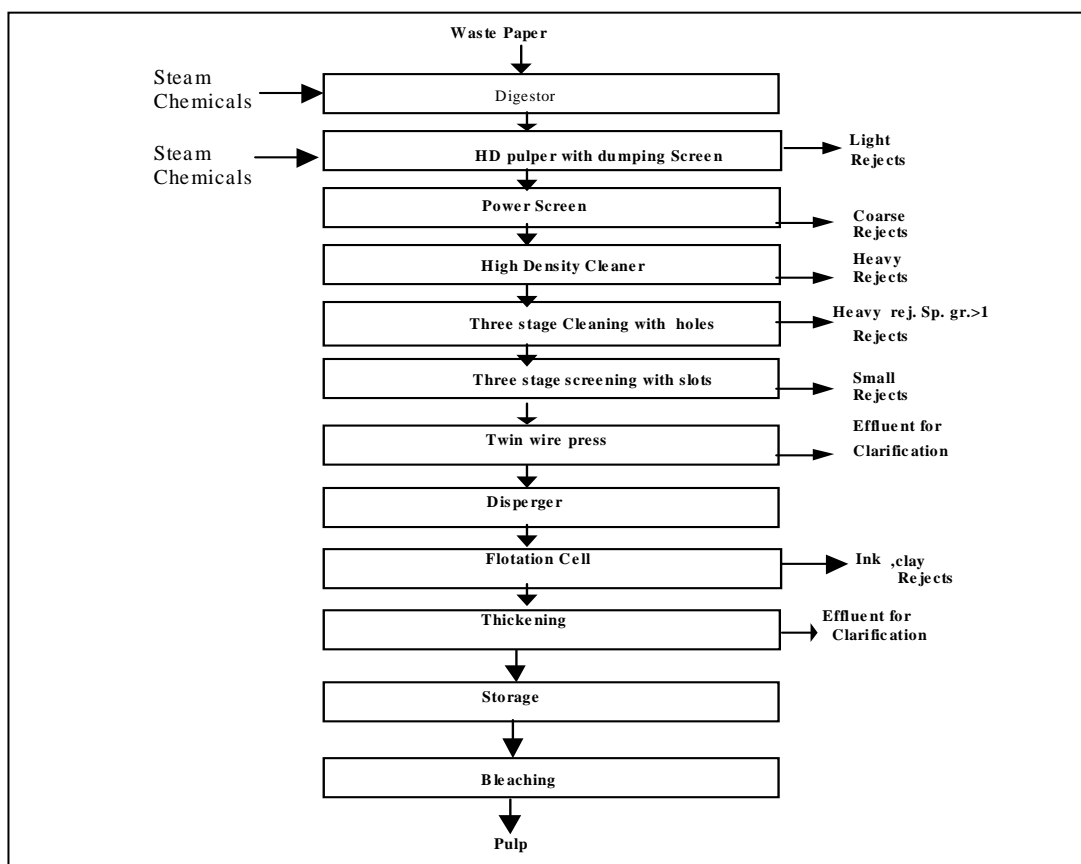 Waste Paper
Steam
Chemicals
Digestor
Steam
Chemicals
HD pulper with dumping Screen
Light
Rejects
Power Screen
Coarse
Rejects
High Density Cleaner
Heavy
Rejects
Three stage Cleaning with holes
Heavy rej. Sp. gr.>1
Rejects
Three stage screening with slots
Small
Rejects
Twin wire press
Effluent for
Clarification
Disperger
Flotation Cell
Ink ,clay
Rejects
Thickening
Effluent for
Clarification
Storage
Bleaching
Pulp